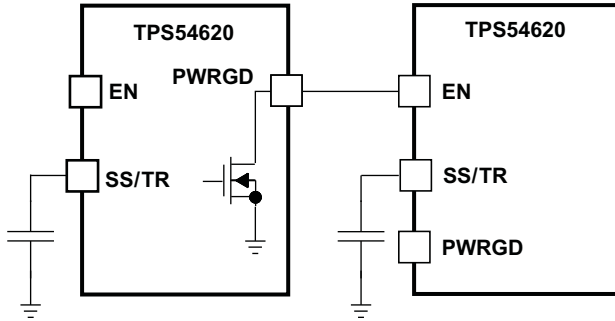 TPS54620
PWRGD
EN
SS/TR
TPS54620
EN
SS/TR
PWRGD